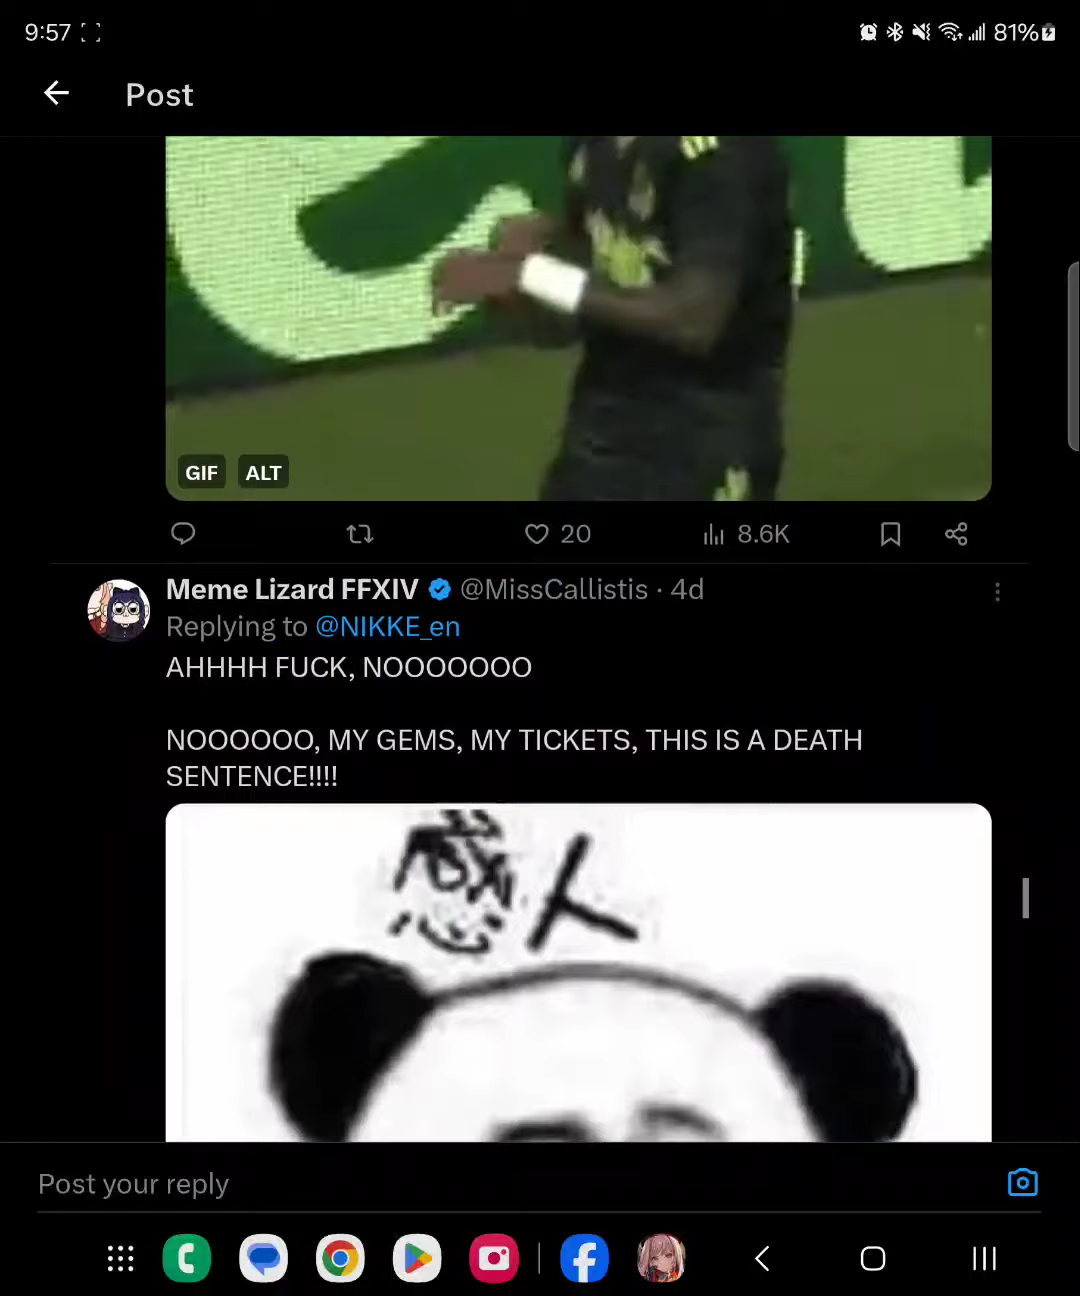 9:57
81%
Post
GIF ALT
20
8.6K
Meme Lizard FFXIV @MissCallistis · 4d
Replying to @NIKKE_en
AHHHH FUCK, NOOOOOOO
NOOOOOO, MY GEMS, MY TICKETS, THIS IS A DEATH
SENTENCE!!!!
惑人
Post your reply